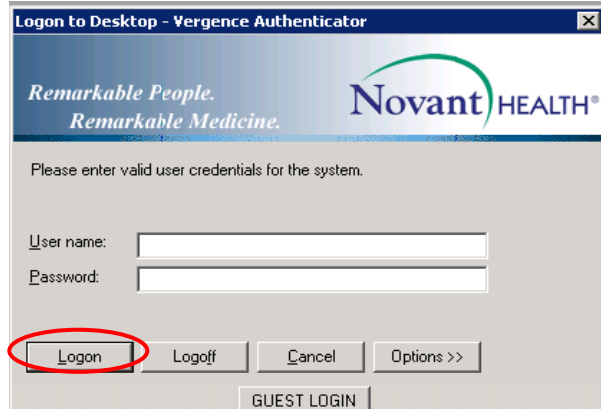 Logon to Desktop - Vergence Authenticator
Remarkable People.
Remarkable Medicine.
Novant HEALTH®
Please enter valid user credentials for the system.
User name:
Password:
Logon Logoff Cancel Options >>
GUEST LOGIN